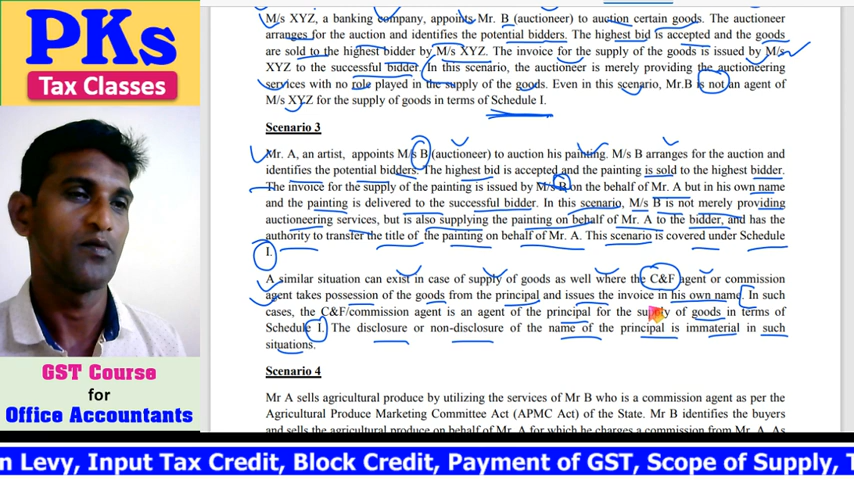 PKs
Tax Classes
M/s XYZ, a banking company, appoints Mr. B (auctioneer) to auction certain goods. The auctioneer
arranges for the auction and identifies the potential bidders. The highest bid is accepted and the goods
are sold to the highest bidder by M/s XYZ. The invoice for the supply of the goods is issued by M/s
XYZ to the successful bidder. In this scenario, the auctioneer is merely providing the auctioneering
services with no role played in the supply of the goods. Even in this scenario, Mr.B is not an agent of
M/s XYZ for the supply of goods in terms of Schedule I.
Scenario 3
Mr. A, an artist, appoints M/s B (auctioneer) to auction his painting. M/s B arranges for the auction and
identifies the potential bidders. The highest bid is accepted and the painting is sold to the highest bidder.
The invoice for the supply of the painting is issued by M/s B on the behalf of Mr. A but in his own name
and the painting is delivered to the successful bidder. In this scenario, M/s B is not merely providing
auctioneering services, but is also supplying the painting on behalf of Mr. A to the bidder, and has the
authority to transfer the title of the painting on behalf of Mr. A. This scenario is covered under Schedule
I.
A similar situation can exist in case of supply of goods as well where the C&F agent or commission
agent takes possession of the goods from the principal and issues the invoice in his own name. In such
cases, the C&F/commission agent is an agent of the principal for the supply of goods in terms of
Schedule I. The disclosure or non-disclosure of the name of the principal is immaterial in such
situations.
Scenario 4
Mr A sells agricultural produce by utilizing the services of Mr B who is a commission agent as per the
Agricultural Produce Marketing Committee Act (APMC Act) of the State. Mr B identifies the buyers
and sells the agricultural produce on behalf of Mr. A for which he charges a commission from Mr. A. As
GST Course
for
Office Accountants
n Levy, Input Tax Credit, Block Credit, Payment of GST, Scope of Supply, T